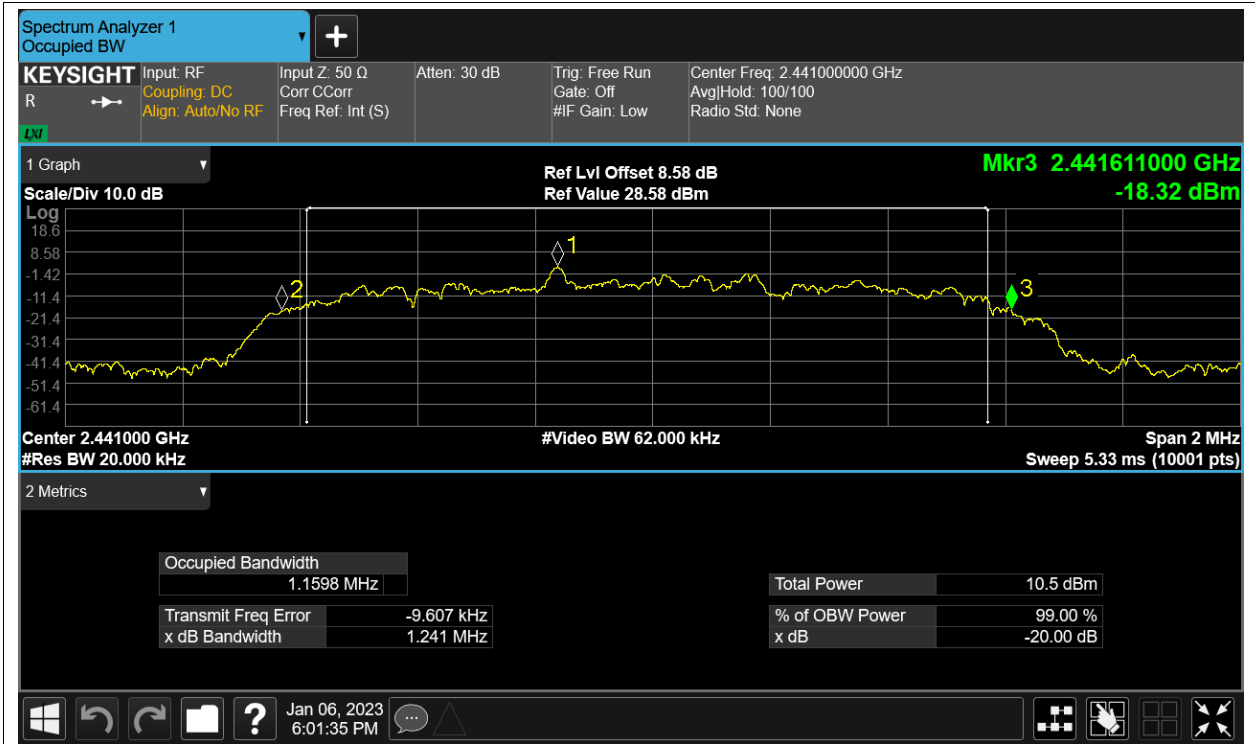 Spectrum Analyzer 1
Occupied BW
KEYSIGHT
R
LXI
Input: RF
Coupling: DC
Align: Auto/No RF
Input Z: 50 Ω
Corr CCorr
Freq Ref: Int (S)
Atten: 30 dB
Trig: Free Run
Gate: Off
#IF Gain: Low
Center Freq: 2.441000000 GHz
Avg|Hold: 100/100
Radio Std: None
1 Graph
Scale/Div 10.0 dB
Ref Lvl Offset 8.58 dB
Ref Value 28.58 dBm
Mkr3 2.441611000 GHz
-18.32 dBm
Log
18.6
8.58
-1.42
-11.4
-21.4
-31.4
-41.4
-51.4
-61.4
1
2
3
Center 2.441000 GHz
#Res BW 20.000 kHz
#Video BW 62.000 kHz
Span 2 MHz
Sweep 5.33 ms (10001 pts)
2 Metrics
Occupied Bandwidth
1.1598 MHz
Transmit Freq Error -9.607 kHz
x dB Bandwidth 1.241 MHz
Total Power 10.5 dBm
% of OBW Power 99.00 %
x dB -20.00 dB
?
Jan 06, 2023
6:01:35 PM